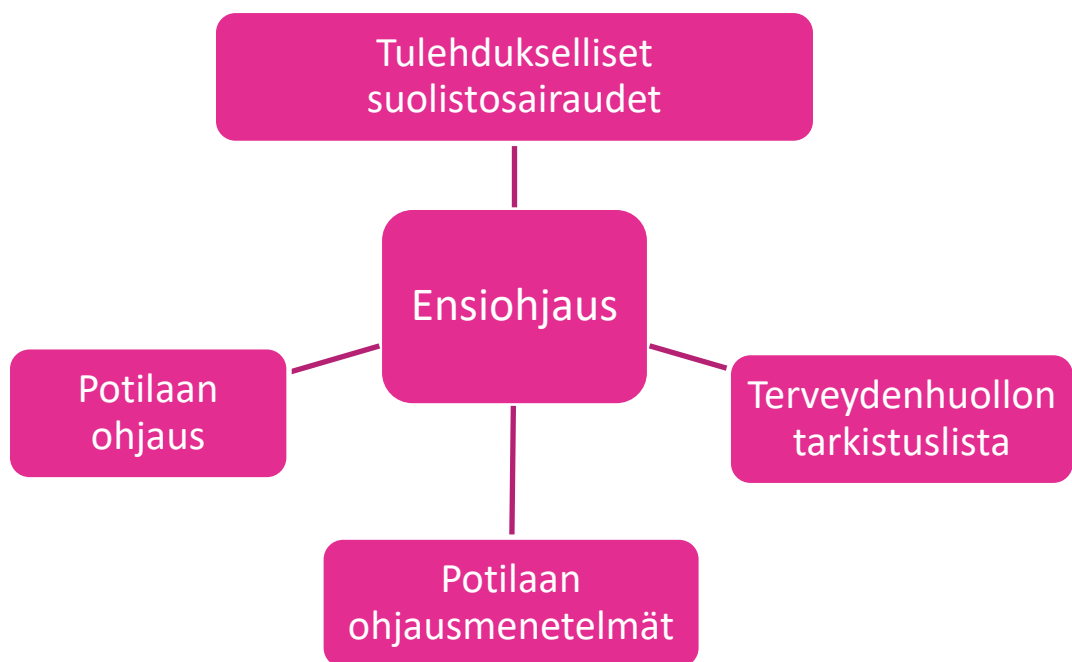 Tulehdukselliset
suolistosairaudet
Ensiohjaus
Potilaan
ohjaus
Terveydenhuollon
tarkistuslista
Potilaan
ohjausmenetelmät